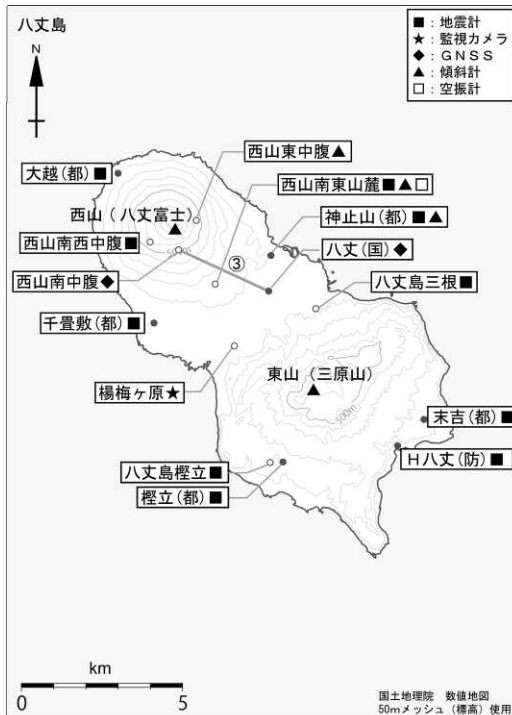 八丈島
N
■:地震計
★:監視カメラ
◆:GNSS
▲:傾斜計
□:空振計
西山東中腹▲
大越(都)■
西山南東山麓■▲□
西山(八丈富士)
神止山(都)■▲
西山南西中腹■
八丈(国)◆
③
西山南中腹◆
八丈島三根■
千畳敷(都)■
東山(三原山)
楊梅ヶ原★
500m
末吉(都)■
H八丈(防)■
八丈島樫立■
樫立(都)■
km
0 5
国土地理院 数値地図
50mメッシュ(標高)使用